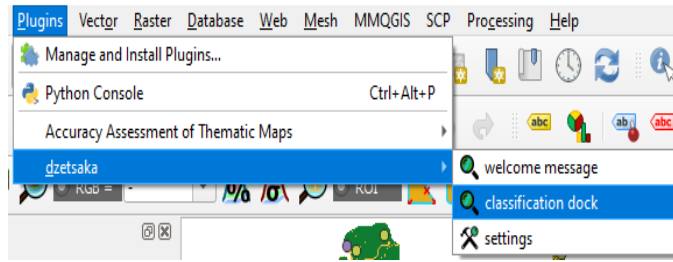 Plugins Vector Raster Database Web Mesh MMQGIS SCP Processing Help
Manage and Install Plugins...
Python Console Ctrl+Alt+P
Accuracy Assessment of Thematic Maps
abc ab abc
dzetsaka
welcome message
RGB = - % /σ( ROI
classification dock
settings